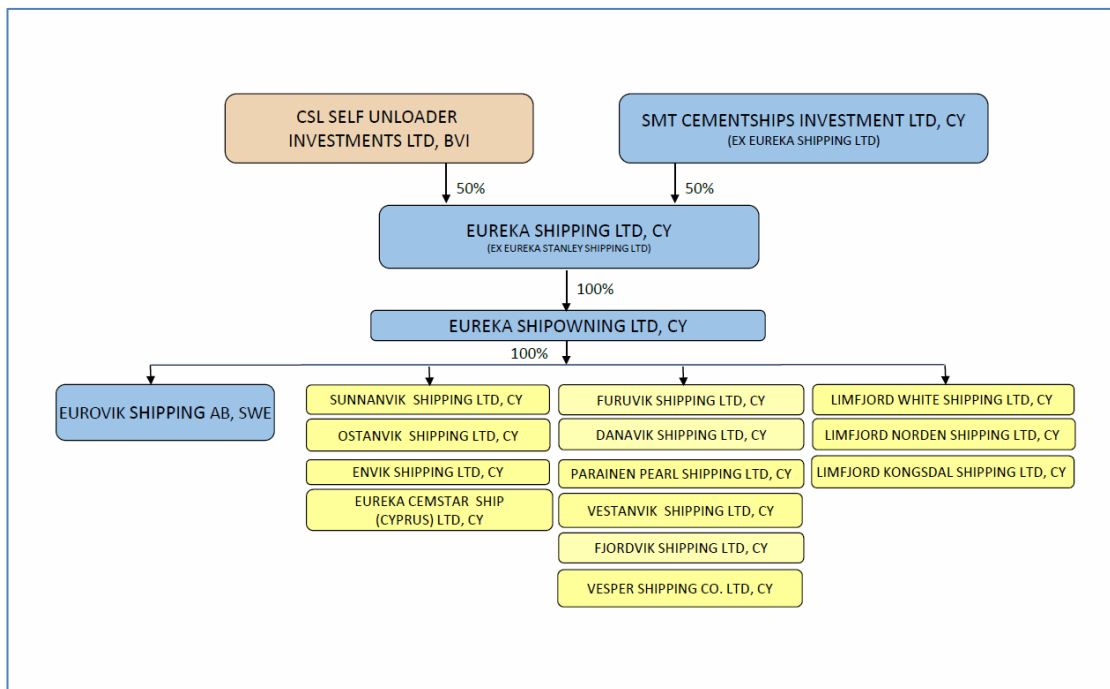 CSL SELF UNLOADER
INVESTMENTS LTD, BVI
SMT CEMENTSHIPS INVESTMENT LTD, CY
(EX EUREKA SHIPPING LTD)
50%
50%
EUREKA SHIPPING LTD, CY
(EX EUREKA STANLEY SHIPPING LTD)
100%
EUREKA SHIPOWNING LTD, CY
100%
EUROVIK SHIPPING AB, SWE
SUNNANVIK SHIPPING LTD, CY
OSTANVIK SHIPPING LTD, CY
ENVIK SHIPPING LTD, CY
EUREKA CEMSTAR SHIP
(CYPRUS) LTD, CY
FURUVIK SHIPPING LTD, CY
DANAVIK SHIPPING LTD, CY
PARAINEN PEARL SHIPPING LTD, CY
VESTANVIK SHIPPING LTD, CY
FJORDVIK SHIPPING LTD, CY
VESPER SHIPPING CO. LTD, CY
LIMFJORD WHITE SHIPPING LTD, CY
LIMFJORD NORDEN SHIPPING LTD, CY
LIMFJORD KONGSDAL SHIPPING LTD, CY